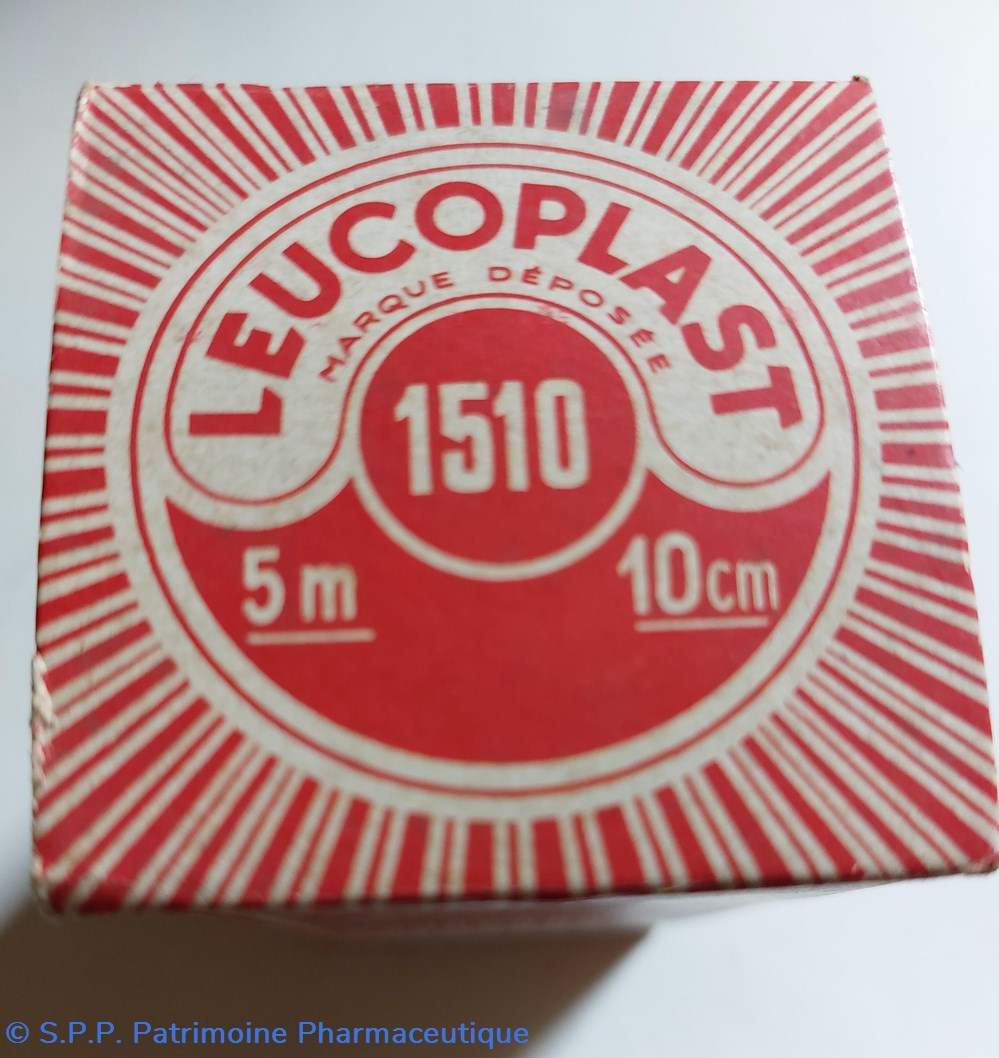 LEUCOPLAST
MARQUE DÉPOSÉE
1510
5 m
10 cm
© S.P.P. Patrimoine Pharmaceutique